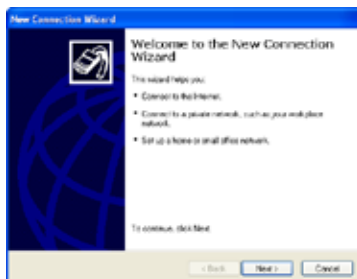 New Connection Wizard
Welcome to the New Connection
Wizard
This wizard helps you:
• Connect to the Internet.
• Connect to a private network, such as your workplace
network.
• Set up a home or small office network.
To continue, click Next.
< Back
Next >
Cancel